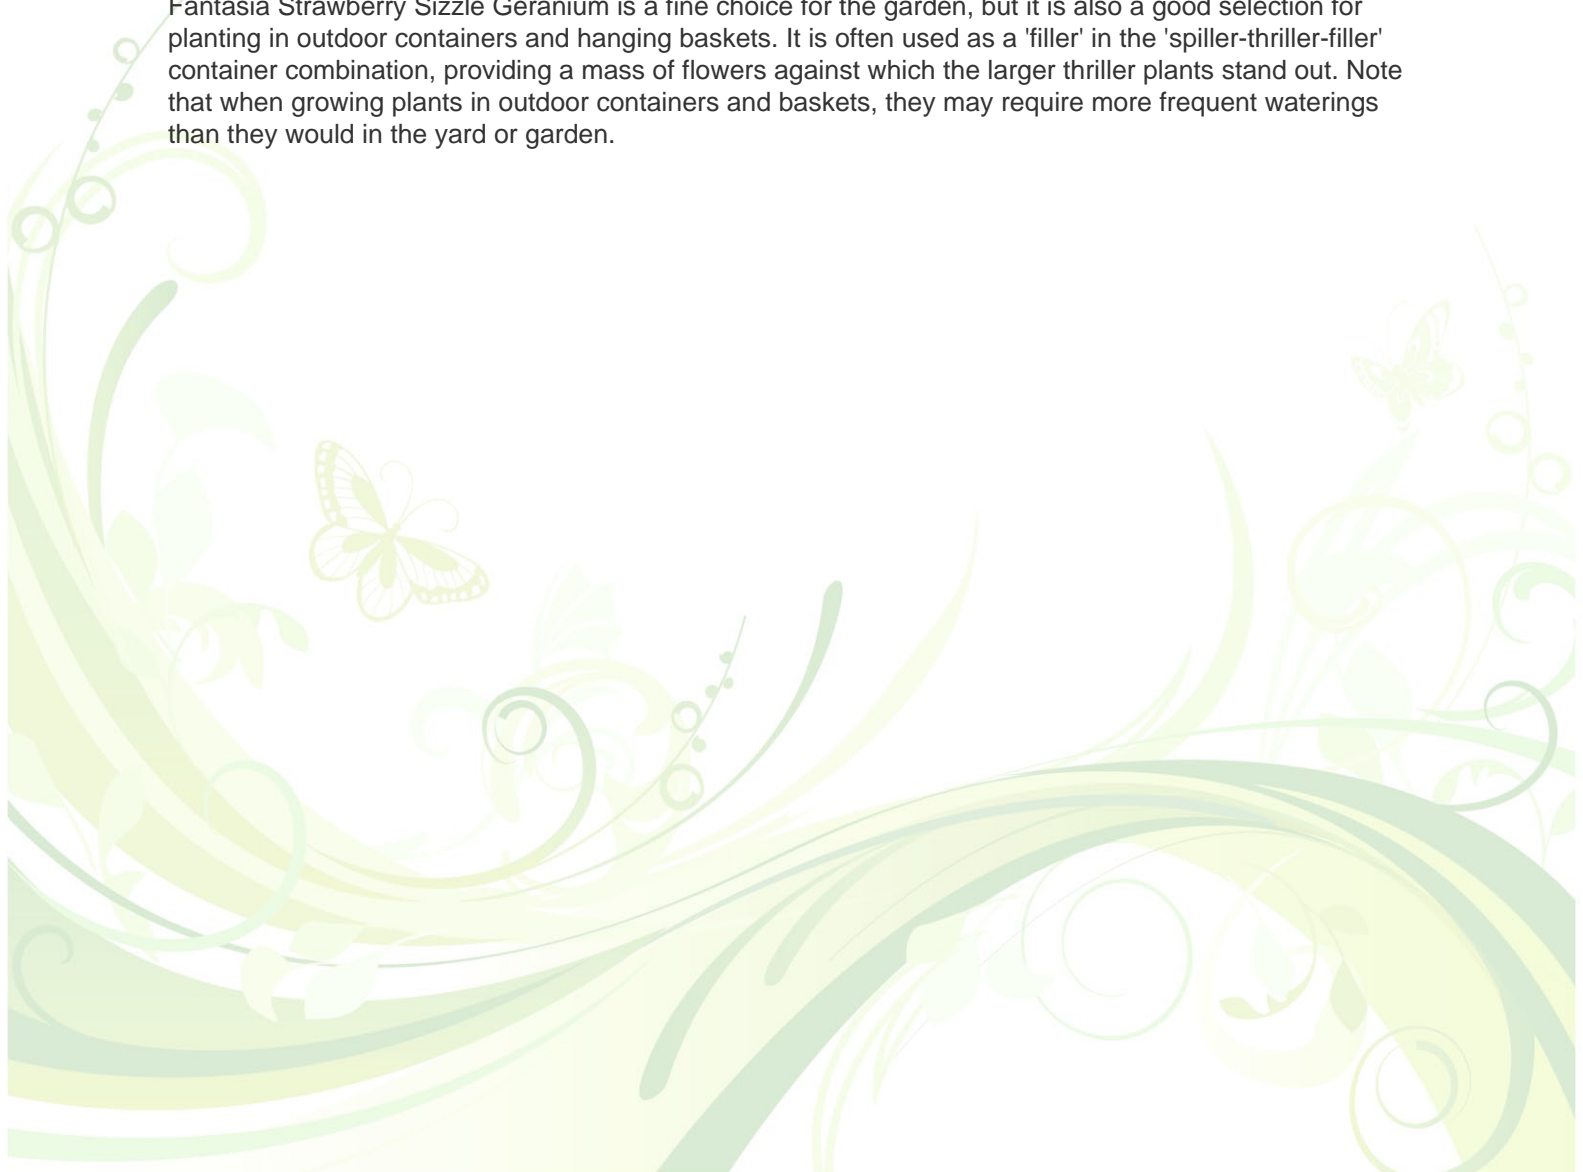 Fantasia Strawberry Sizzle Geranium is a fine choice for the garden, but it is also a good selection for
planting in outdoor containers and hanging baskets. It is often used as a 'filler' in the 'spiller-thriller-filler'
container combination, providing a mass of flowers against which the larger thriller plants stand out. Note
that when growing plants in outdoor containers and baskets, they may require more frequent waterings
than they would in the yard or garden.